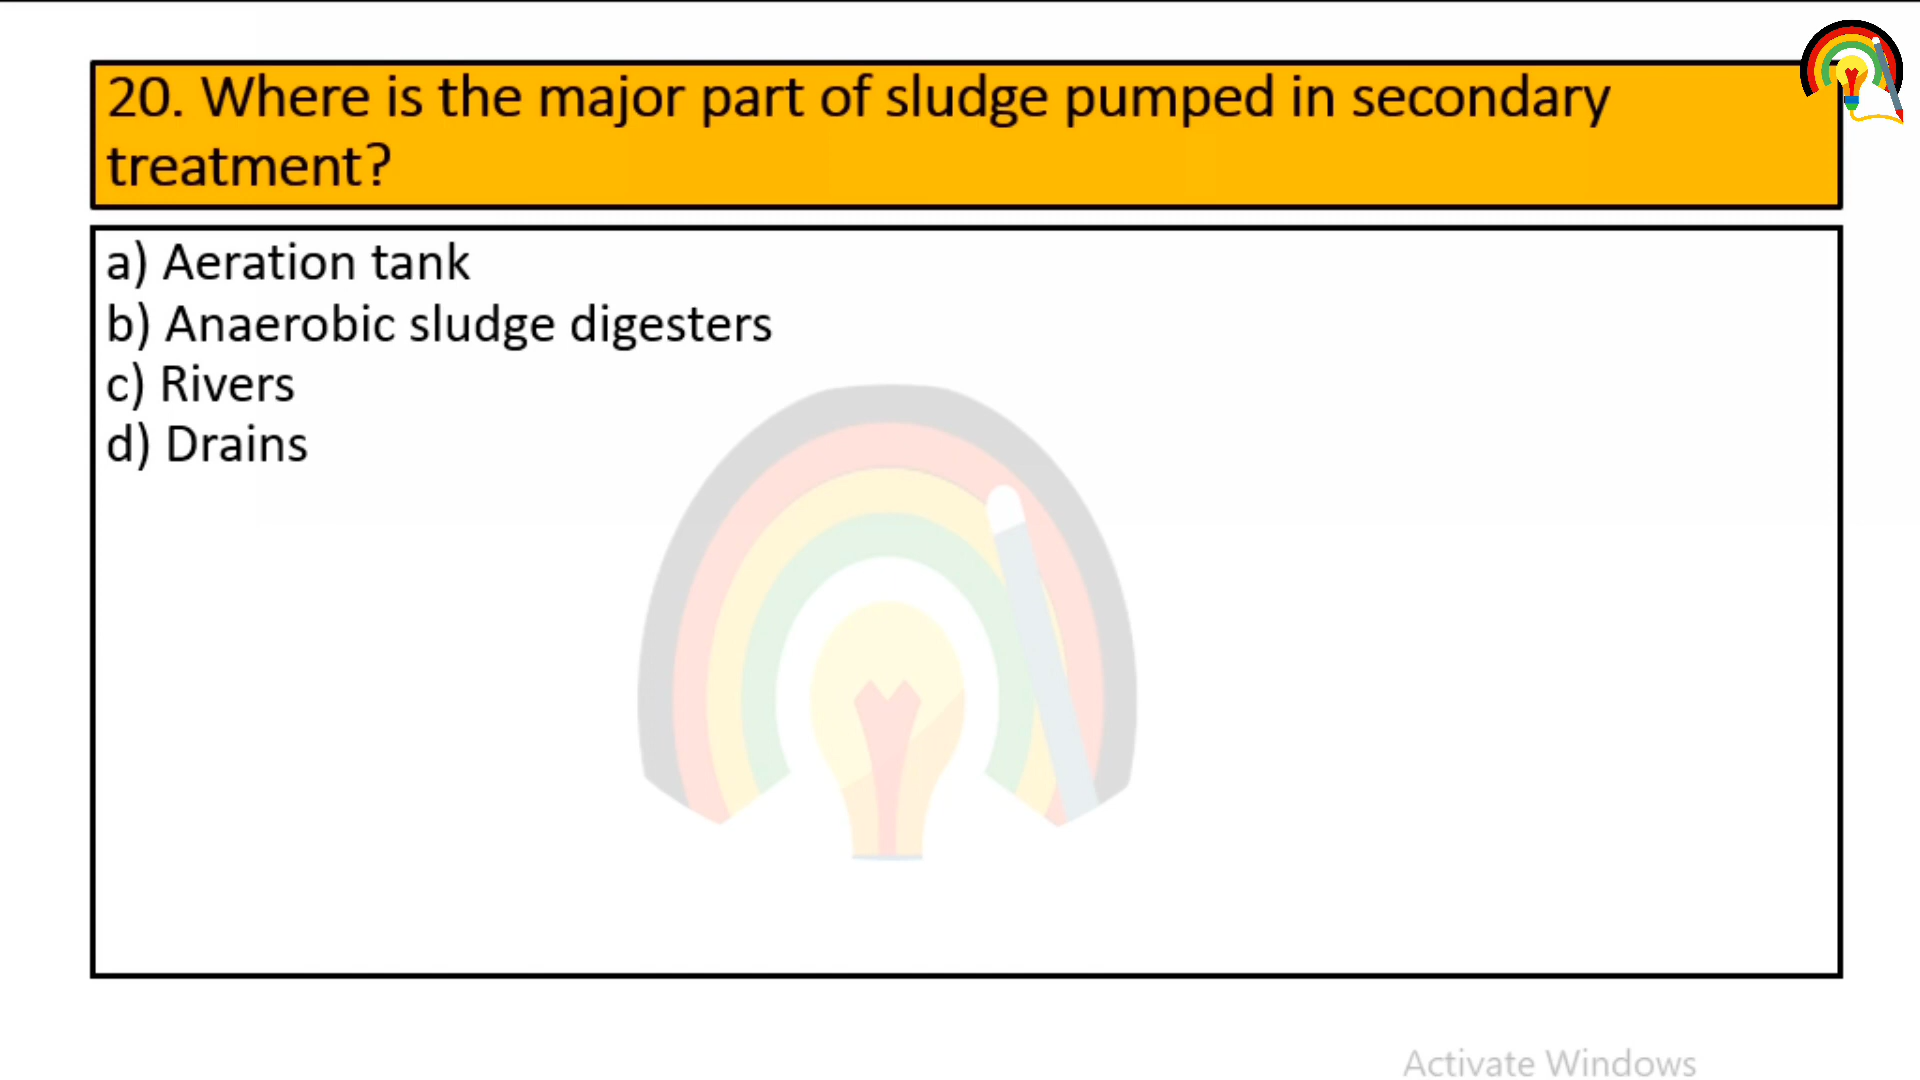 20. Where is the major part of sludge pumped in secondary
treatment?
a) Aeration tank
b) Anaerobic sludge digesters
c) Rivers
d) Drains
Activate Windows